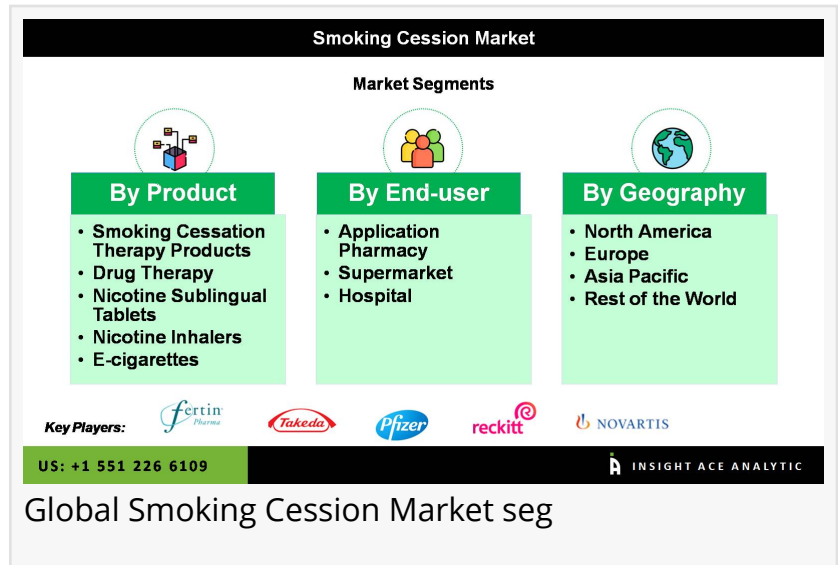 Smoking Cession Market
Market Segments
By Product
• Smoking Cessation
Therapy Products
• Drug Therapy
• Nicotine Sublingual
Tablets
• Nicotine Inhalers
• E-cigarettes
By End-user
• Application
Pharmacy
• Supermarket
• Hospital
By Geography
• North America
• Europe
• Asia Pacific
• Rest of the World
Key Players:
fertin
Pharma
Takeda
Pfizer
reckitt
NOVARTIS
US: +1 551 226 6109
INSIGHT ACE ANALYTIC
Global Smoking Cession Market seg